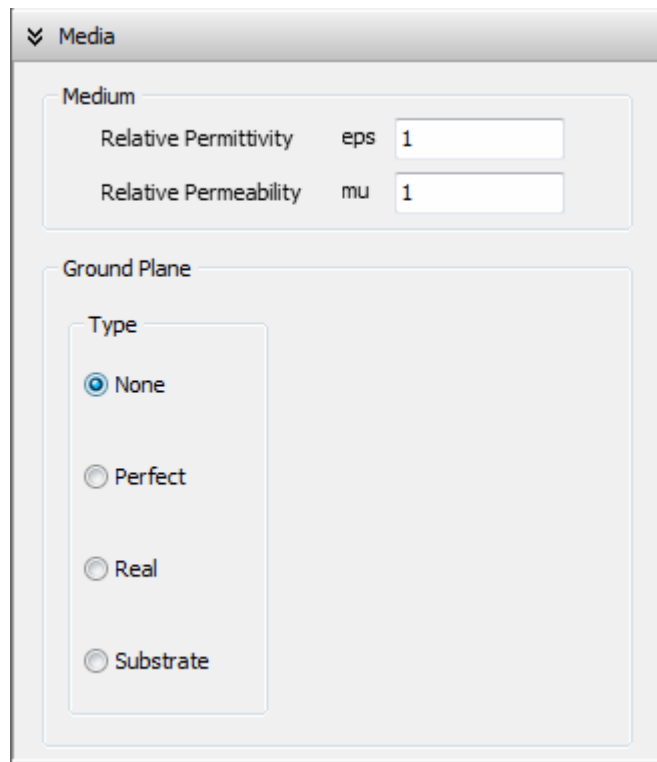 Media
Medium
Relative Permittivity eps 1
Relative Permeability mu 1
Ground Plane
Type
None
Perfect
Real
Substrate